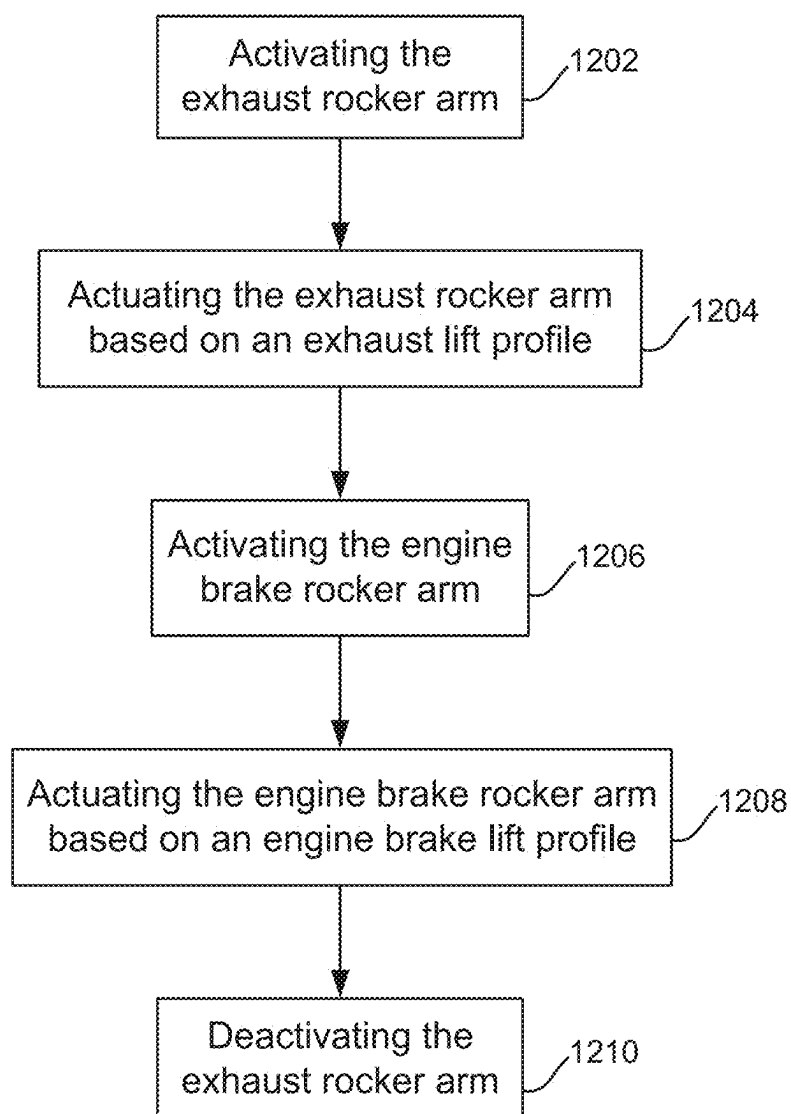 Activating the
exhaust rocker arm
1202
Actuating the exhaust rocker arm
based on an exhaust lift profile
1204
Activating the engine
brake rocker arm
1206
Actuating the engine brake rocker arm
based on an engine brake lift profile
1208
Deactivating the
exhaust rocker arm
1210